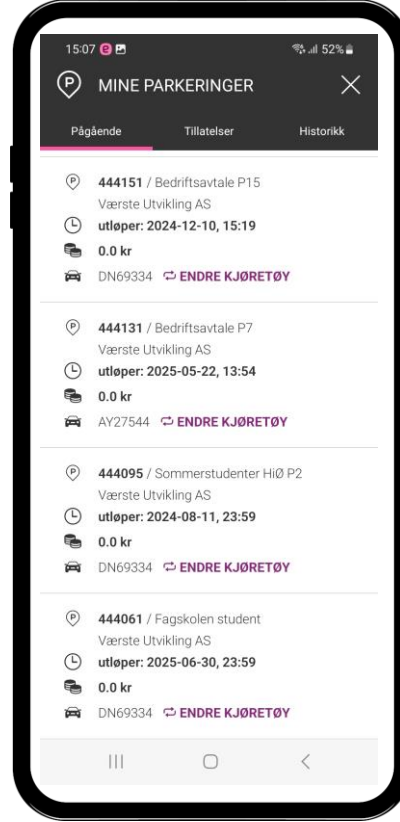 15:07 e 52%
P MINE PARKERINGER
Pågående Tillatelser Historikk
P 444151 / Bedriftsavtale P15
Værste Utvikling AS
utløper: 2024-12-10, 15:19
0.0 kr
DN69334 ENDRE KJØRETØY
P 444131 / Bedriftsavtale P7
Værste Utvikling AS
utløper: 2025-05-22, 13:54
0.0 kr
AY27544 ENDRE KJØRETØY
P 444095 / Sommerstudenter HiØ P2
Værste Utvikling AS
utløper: 2024-08-11, 23:59
0.0 kr
DN69334 ENDRE KJØRETØY
P 444061 / Fagskolen student
Værste Utvikling AS
utløper: 2025-06-30, 23:59
0.0 kr
DN69334 ENDRE KJØRETØY